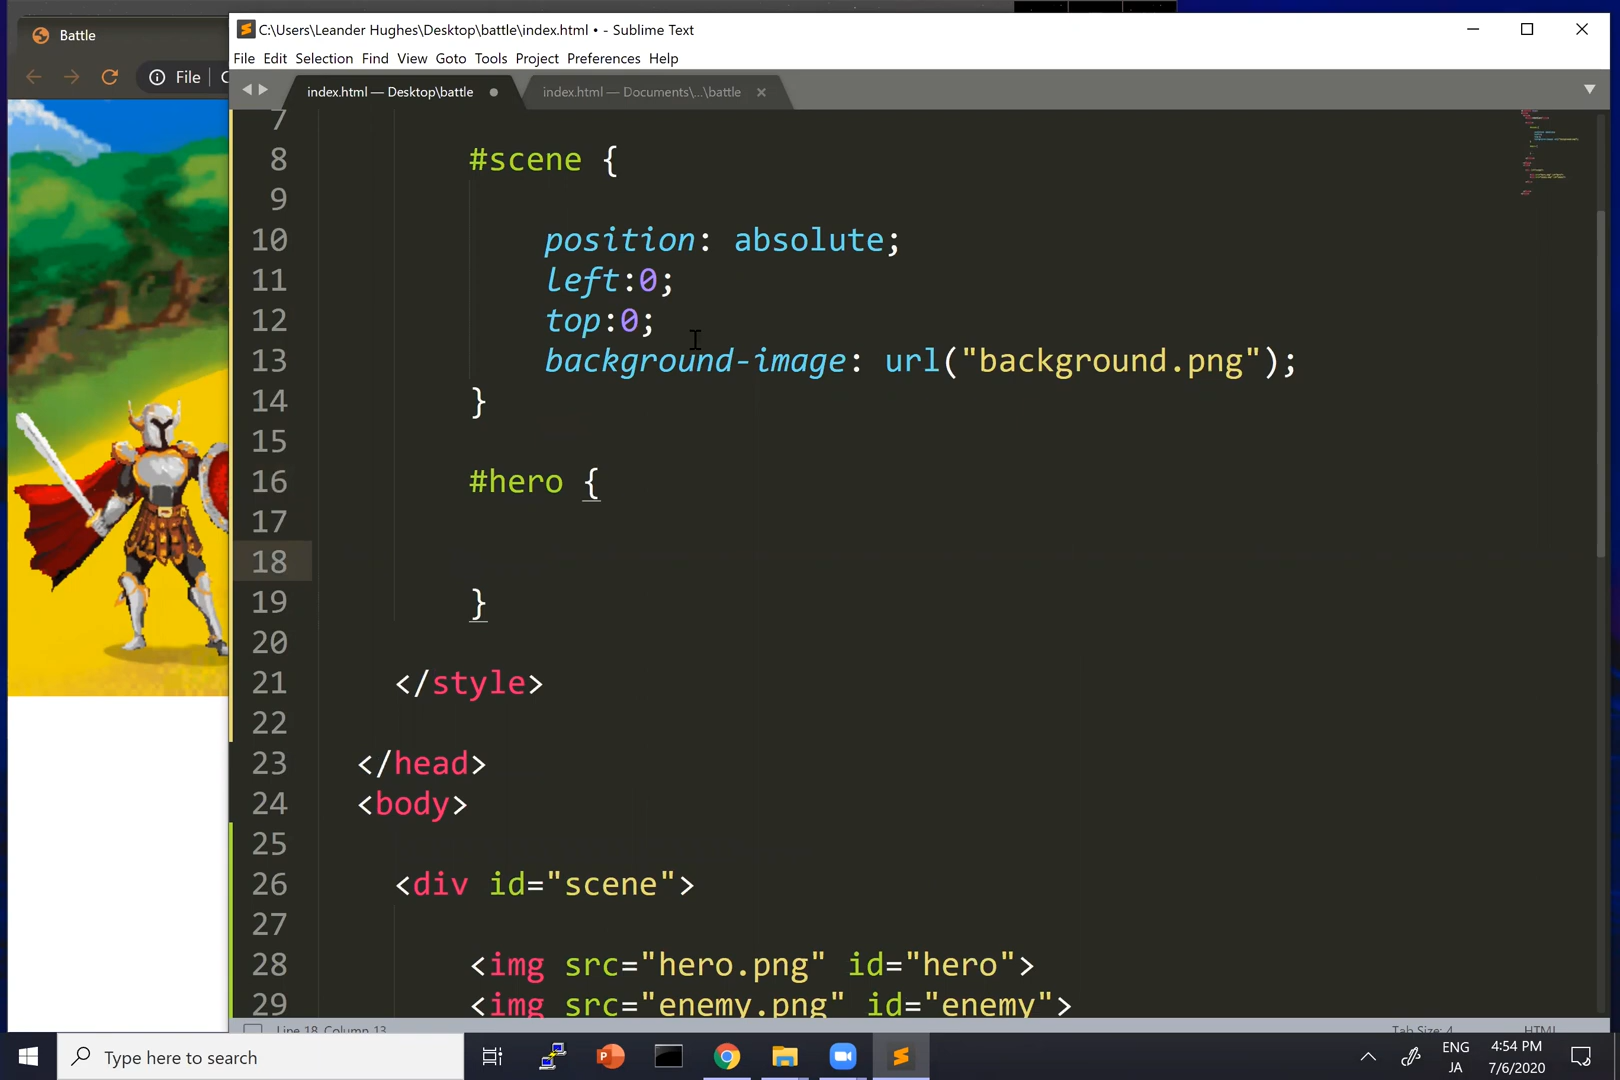 Battle
C:\Users\Leander Hughes\Desktop\battle\index.html • - Sublime Text
File Edit Selection Find View Goto Tools Project Preferences Help
File
index.html — Desktop\battle
index.html — Documents\...\battle
7
8 #scene {
9
10 position: absolute;
11 left:0;
12 top:0;
13 background-image: url("background.png");
14 }
15
16 #hero {
17
18
19 }
20
21 </style>
22
23 </head>
24 <body>
25
26 <div id="scene">
27
28 <img src="hero.png" id="hero">
29 <img src="enemy.png" id="enemy">
Line 18, Column 13
Tab Size: 4 HTML
Type here to search
ENG
JA
4:54 PM
7/6/2020